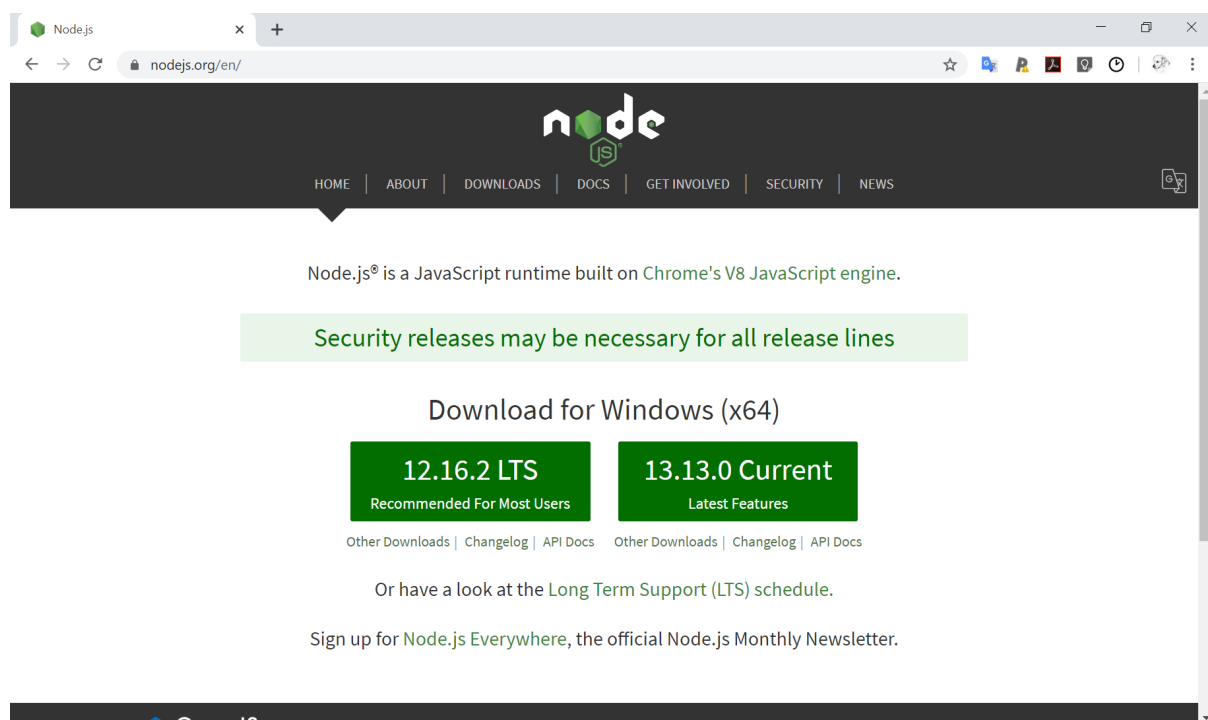 Node.js
nodejs.org/en/
node
JS
HOME | ABOUT | DOWNLOADS | DOCS | GET INVOLVED | SECURITY | NEWS
Node.js® is a JavaScript runtime built on Chrome's V8 JavaScript engine.
Security releases may be necessary for all release lines
Download for Windows (x64)
12.16.2 LTS
Recommended For Most Users
13.13.0 Current
Latest Features
Other Downloads | Changelog | API Docs
Other Downloads | Changelog | API Docs
Or have a look at the Long Term Support (LTS) schedule.
Sign up for Node.js Everywhere, the official Node.js Monthly Newsletter.